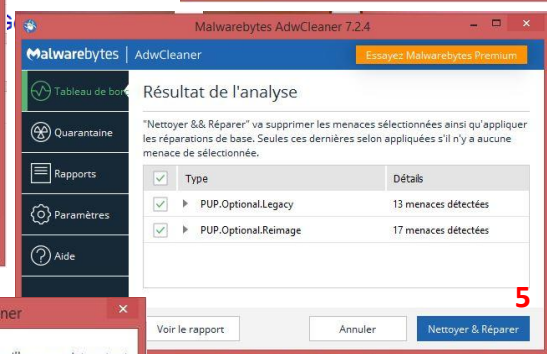 Malwarebytes AdwCleaner 7.2.4
Malwarebytes | AdwCleaner
Essayez Malwarebytes Premium
Tableau de bord
Résultat de l'analyse
"Nettoyer && Réparer" va supprimer les menaces sélectionnées ainsi qu'appliquer
les réparations de base. Seules ces dernières selon appliquées s'il n'y a aucune
menace de sélectionnée.
Quarantaine
Rapports
Paramètres
Aide
Type Détails
PUP.Optional.Legacy 13 menaces détectées
PUP.Optional.Reimage 17 menaces détectées
5
Voir le rapport Annuler Nettoyer & Réparer